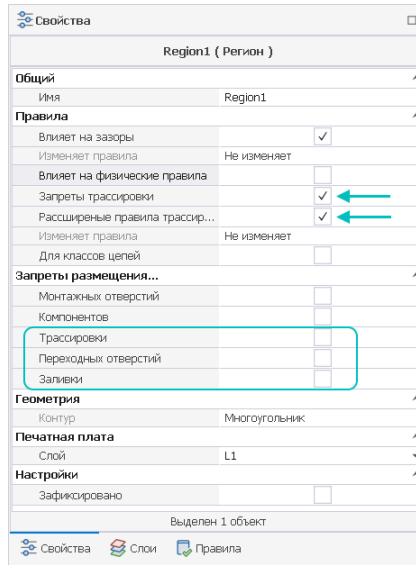 Свойства
Region1 ( Регион )
Общий
Имя Region1
Правила
Влияет на зазоры
Изменяет правила Не изменяет
Влияет на физические правила
Запреты трассировки
Рассширеные правила трассир...
Изменяет правила Не изменяет
Для классов цепей
Запреты размещения...
Монтажных отверстий
Компонентов
Трассировки
Переходных отверстий
Заливки
Геометрия
Контур Многоугольник
Печатная плата
Слой L1
Настройки
Зафиксировано
Выделен 1 объект
Свойства Слои Правила